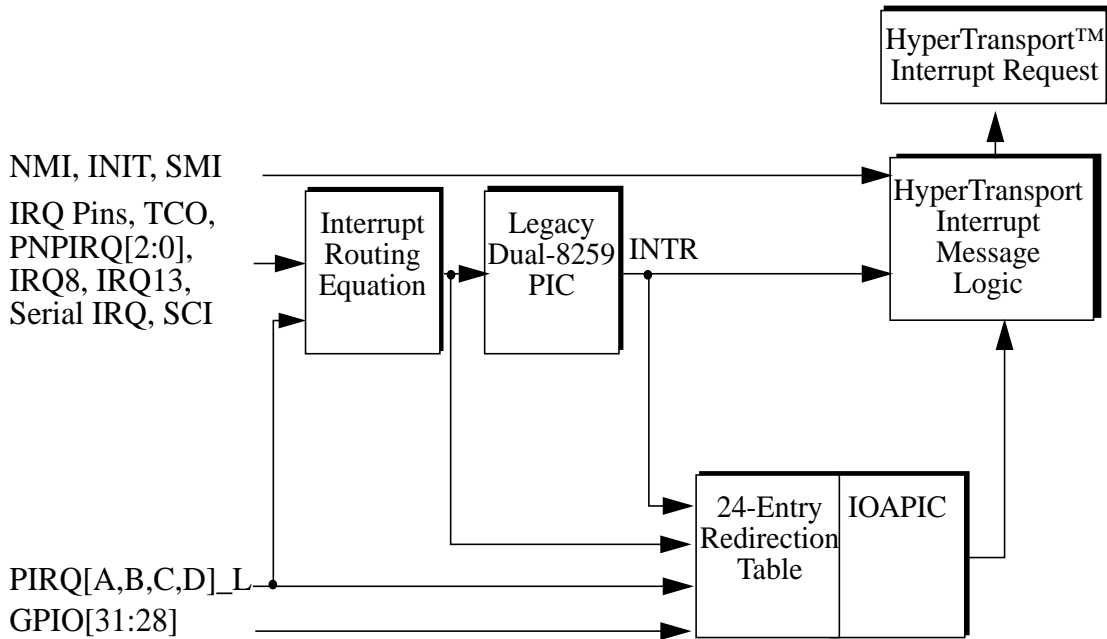 HyperTransport™
Interrupt Request
NMI, INIT, SMI
IRQ Pins, TCO,
PNPIRQ[2:0],
IRQ8, IRQ13,
Serial IRQ, SCI
Interrupt
Routing
Equation
Legacy
Dual-8259
PIC
INTR
HyperTransport
Interrupt
Message
Logic
24-Entry
Redirection
Table
IOAPIC
PIRQ[A,B,C,D]_L
GPIO[31:28]